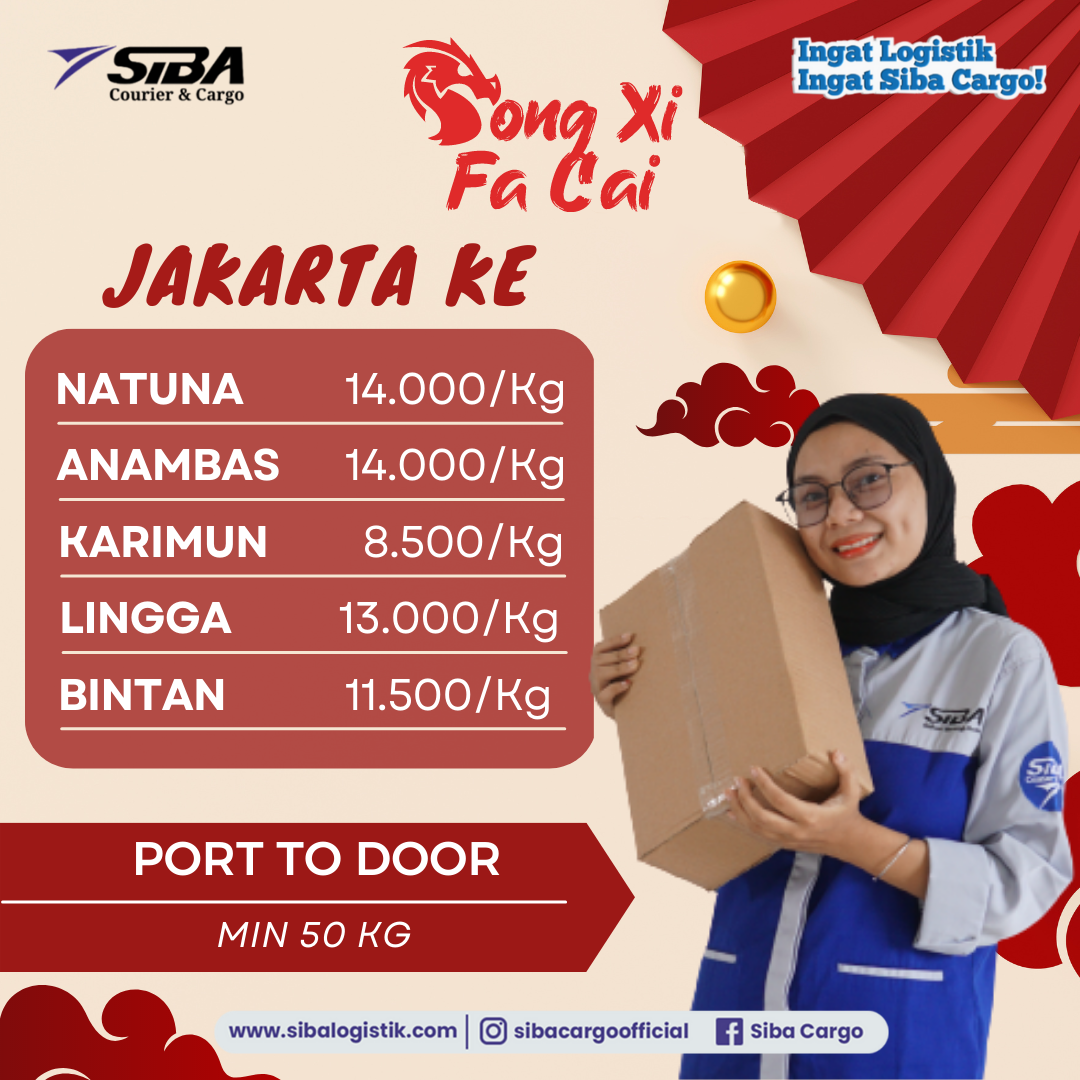 SIBA
Courier & Cargo
Ingat Logistik
Ingat Siba Cargo!
Gong Xi
Fa Cai
JAKARTA KE
NATUNA 14.000/Kg
ANAMBAS 14.000/Kg
KARIMUN 8.500/Kg
LINGGA 13.000/Kg
BINTAN 11.500/Kg
PORT TO DOOR
MIN 50 KG
SIBA
www.sibalogistik.com | sibacargoofficial Siba Cargo